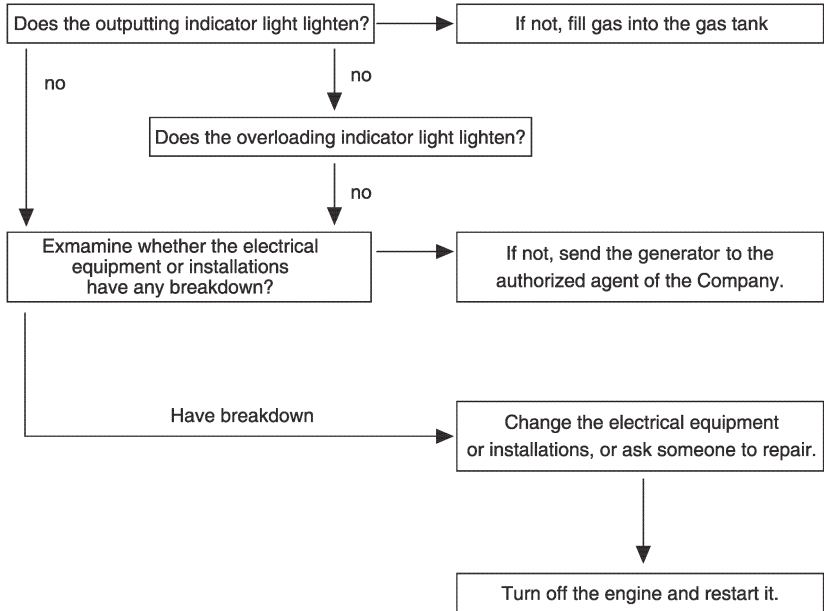 Does the outputting indicator light lighten?
If not, fill gas into the gas tank
no
no
Does the overloading indicator light lighten?
no
Exmamine whether the electrical
equipment or installations
have any breakdown?
If not, send the generator to the
authorized agent of the Company.
Have breakdown
Change the electrical equipment
or installations, or ask someone to repair.
Turn off the engine and restart it.